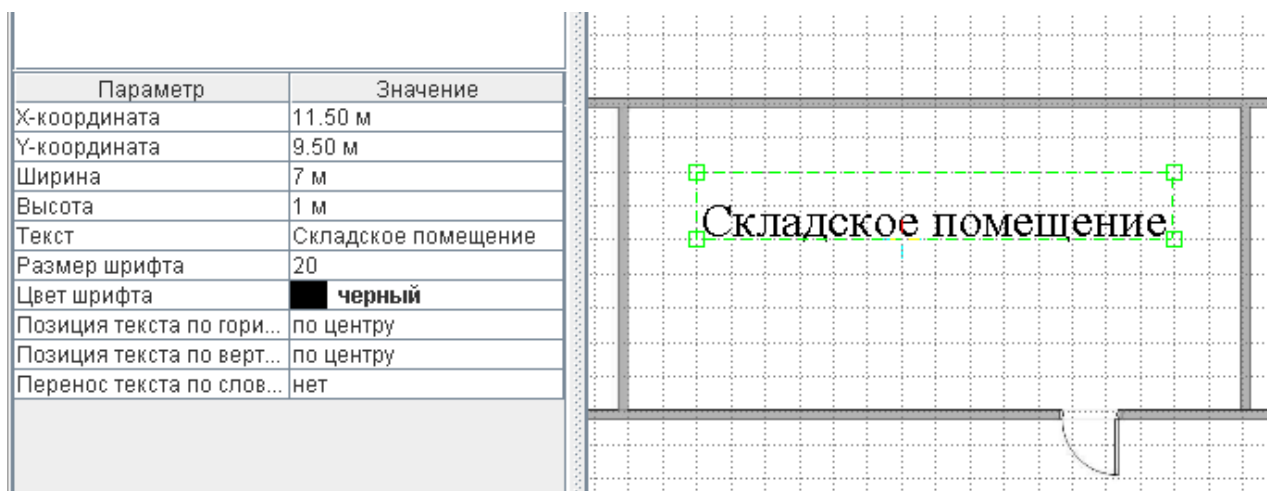 Параметр Значение
X-координата 11.50 м
Y-координата 9.50 м
Ширина 7 м
Высота 1 м
Текст Складское помещение
Размер шрифта 20
Цвет шрифта черный
Позиция текста по гори... по центру
Позиция текста по верт... по центру
Перенос текста по слов... нет
Складское помещение